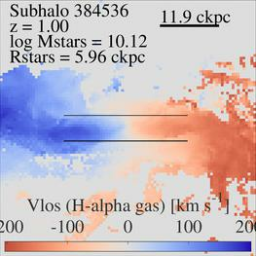 Subhalo 384536
z = 1.00
log Mstars = 10.12
Rstars = 5.96 ckpc
11.9 ckpc
Vlos (H-alpha gas) [km s⁻¹]
200 -100 0 100 200